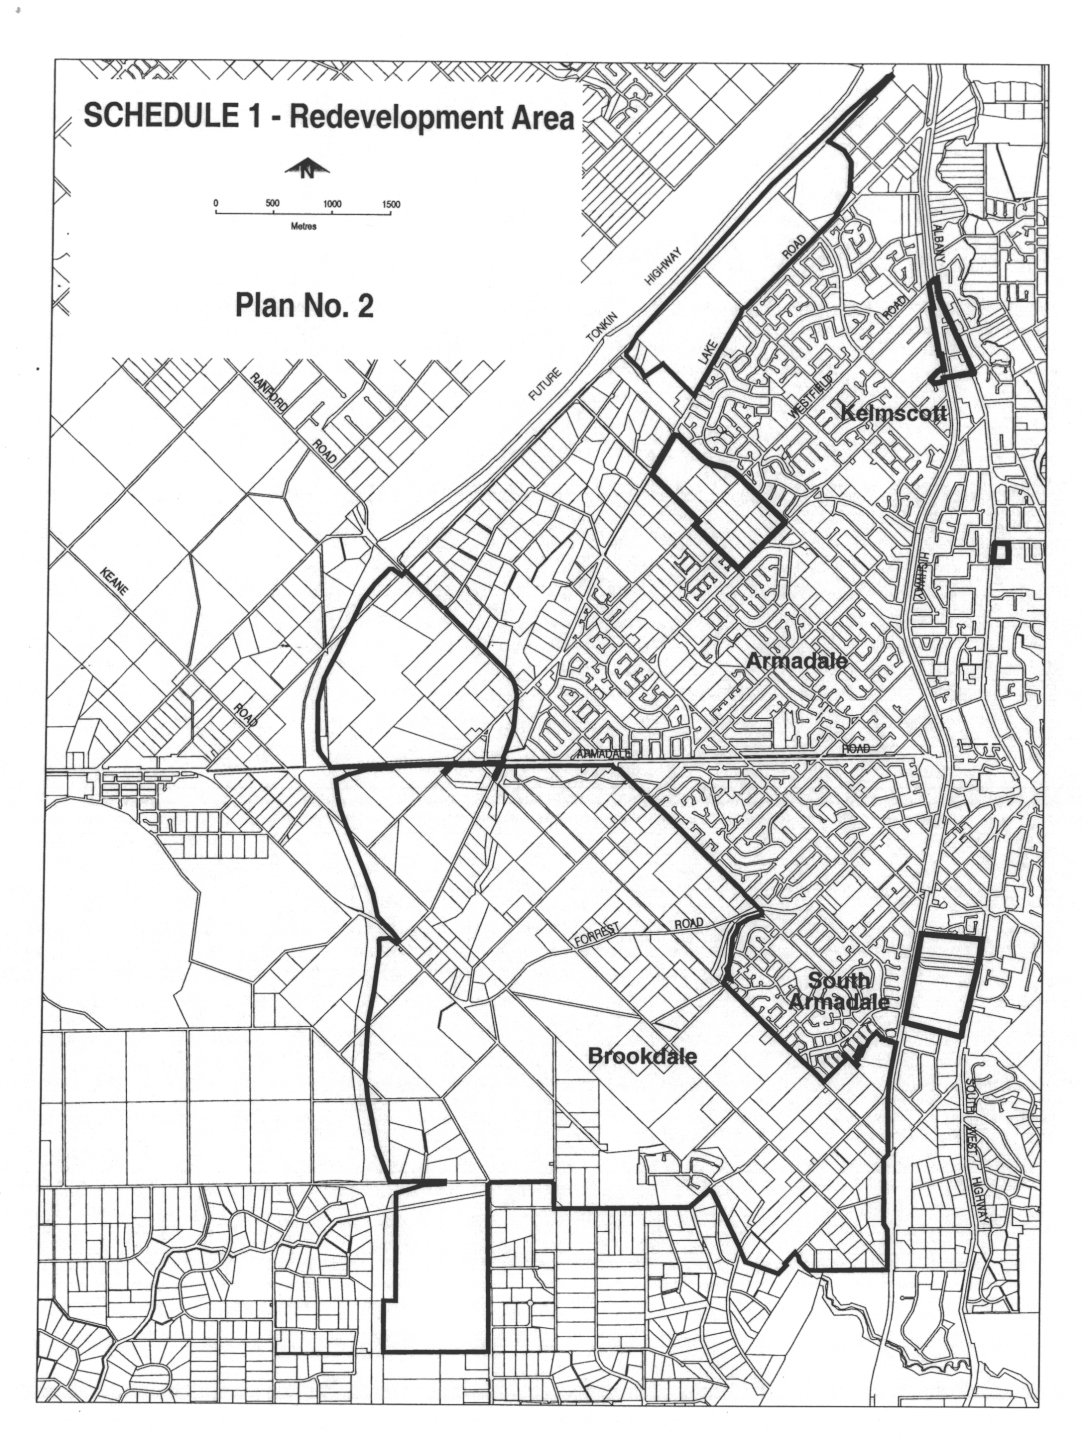 SCHEDULE 1 - Redevelopment Area
N
0 500 1000 1500
Metres
Plan No. 2
ALBANY
HIGHWAY
ROAD
TONKIN
ROAD
LAKE
FUTURE
WESTFIELD
Kelmscott
RANFORD
ROAD
HIGHWAY
KEANE
Armadale
ROAD
ARMADALE
ROAD
FORREST
ROAD
South
Armadale
Brookdale
SOUTH
WEST
HIGHWAY